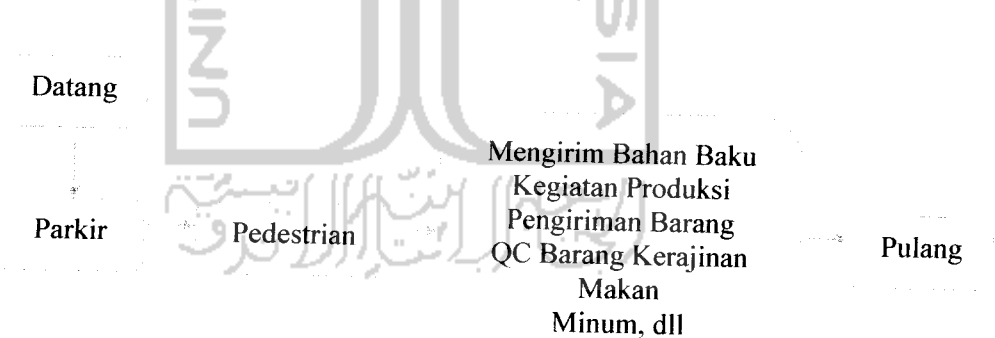 Datang
Parkir
Pedestrian
Mengirim Bahan Baku
Kegiatan Produksi
Pengiriman Barang
QC Barang Kerajinan
Makan
Minum, dll
Pulang